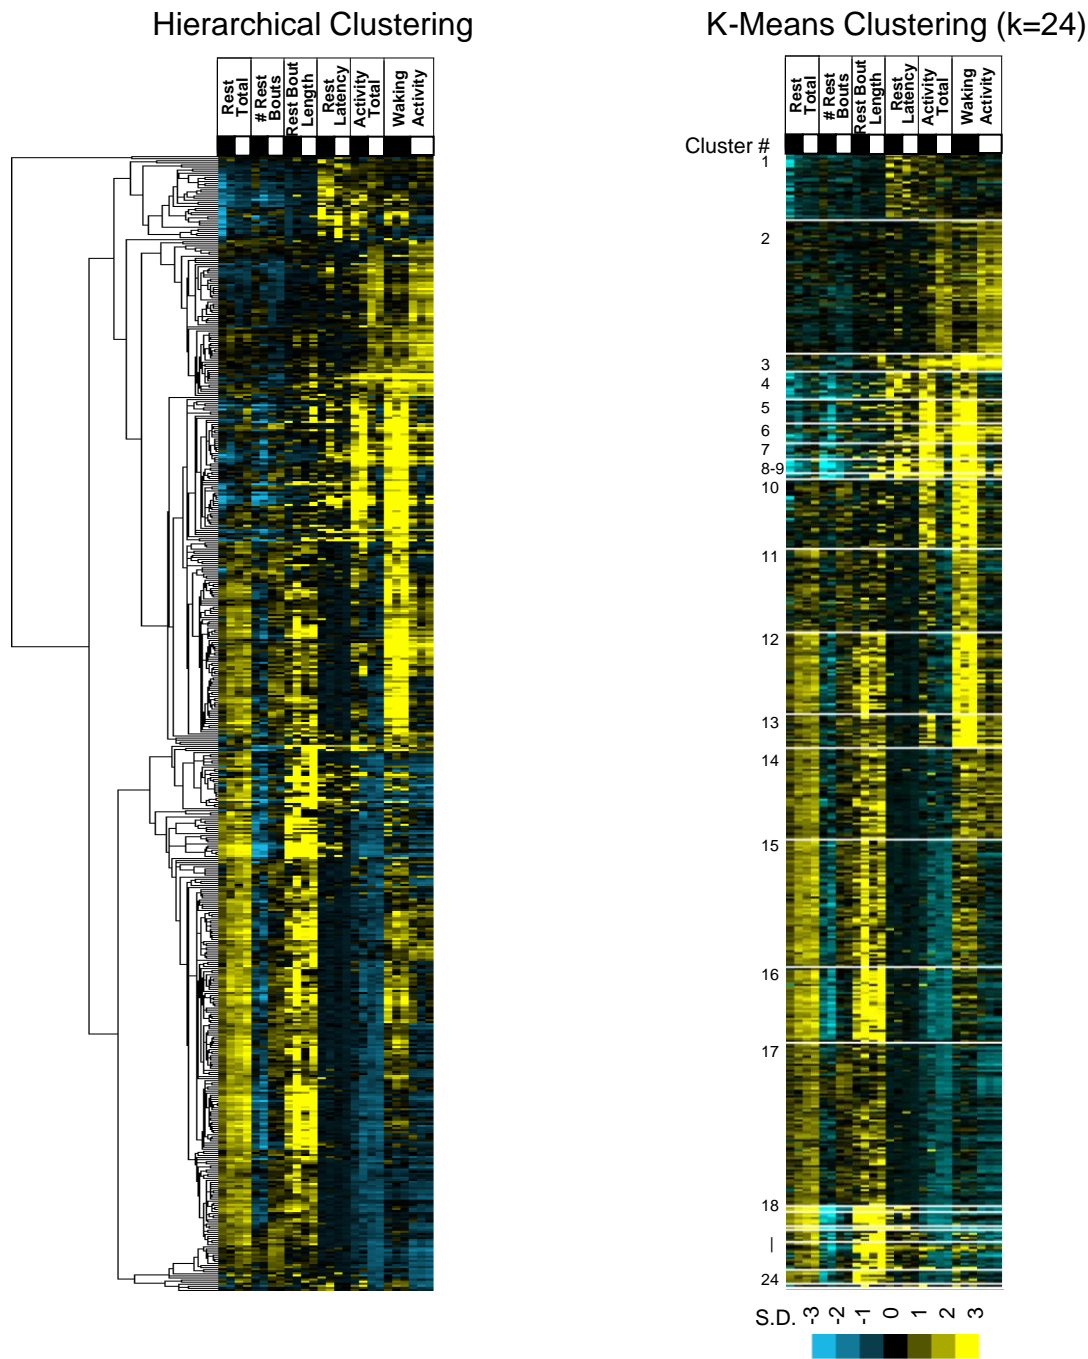 Hierarchical Clustering
K-Means Clustering (k=24)
Rest
Total
# Rest
Bouts
Rest Bout
Length
Rest
Latency
Activity
Total
Waking
Activity
Rest
Total
# Rest
Bouts
Rest Bout
Length
Rest
Latency
Activity
Total
Waking
Activity
Cluster #
1
2
3
4
5
6
7
8-9
10
11
12
13
14
15
16
17
18
|
24
S.D. -3 -2 -1 0 1 2 3